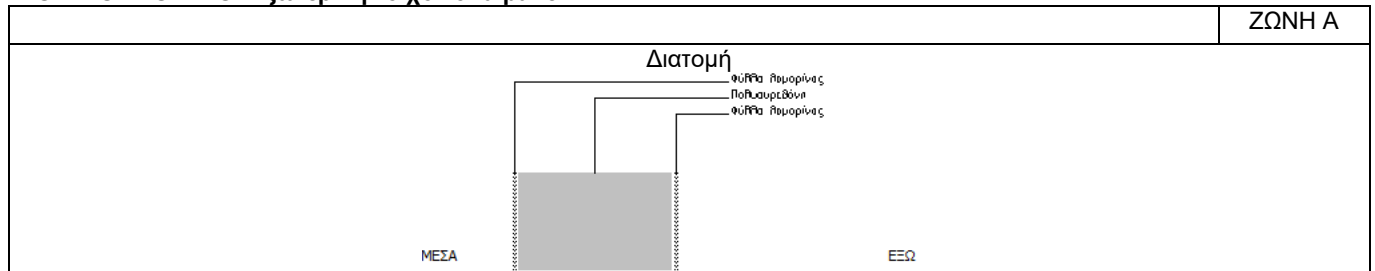 ΖΩΝΗ Α
Διατομή
Φύλλα λαμαρίνας
Πολυουρεθάνη
Φύλλα λαμαρίνας
ΜΕΣΑ
ΕΞΩ